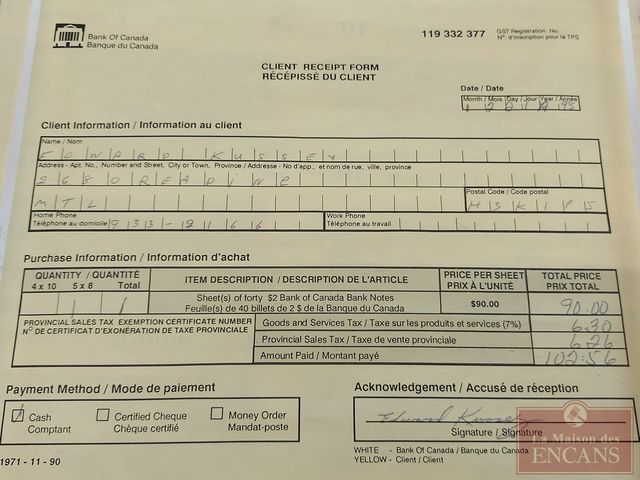 Bank Of Canada
Banque du Canada
119 332 377
GST Registration No.
N°. d'inscription pour la TPS
CLIENT RECEIPT FORM
RÉCÉPISSÉ DU CLIENT
Date / Date
Month / Mois Day / Jour Year / Année
Client Information / Information au client
Name / Nom
EDWARD KUSSEY
Address - Apt. No., Number and Street, City or Town, Province / Addresse - No d'app., et nom de rue, ville, province
2680 READING
MTL
Postal Code / Code postal
H3K1P5
Home Phone
Téléphone au domicile 933-
Work Phone
Téléphone au travail
Purchase Information / Information d'achat
QUANTITY / QUANTITÉ
4 x 10 5 x 8 Total
1 1
ITEM DESCRIPTION / DESCRIPTION DE L'ARTICLE
Sheet(s) of forty $2 Bank of Canada Bank Notes
Feuille(s) de 40 billets de 2 $ de la Banque du Canada
PRICE PER SHEET
PRIX À L'UNITÉ
$90.00
TOTAL PRICE
PRIX TOTAL
90.00
PROVINCIAL SALES TAX EXEMPTION CERTIFICATE NUMBER
N° DE CERTIFICAT D'EXONÉRATION DE TAXE PROVINCIALE
Goods and Services Tax / Taxe sur les produits et services (7%)
6.30
Provincial Sales Tax / Taxe de vente provinciale
6.26
Amount Paid / Montant payé
102.56
Payment Method / Mode de paiement
Cash
Comptant
Certified Cheque
Chèque certifié
Money Order
Mandat-poste
Acknowledgement / Accusé de réception
Edward Kussey
Signature / Signature
WHITE - Bank Of Canada / Banque du Canada
YELLOW - Client / Client
1971 - 11 - 90
La Maison des
ENCANS